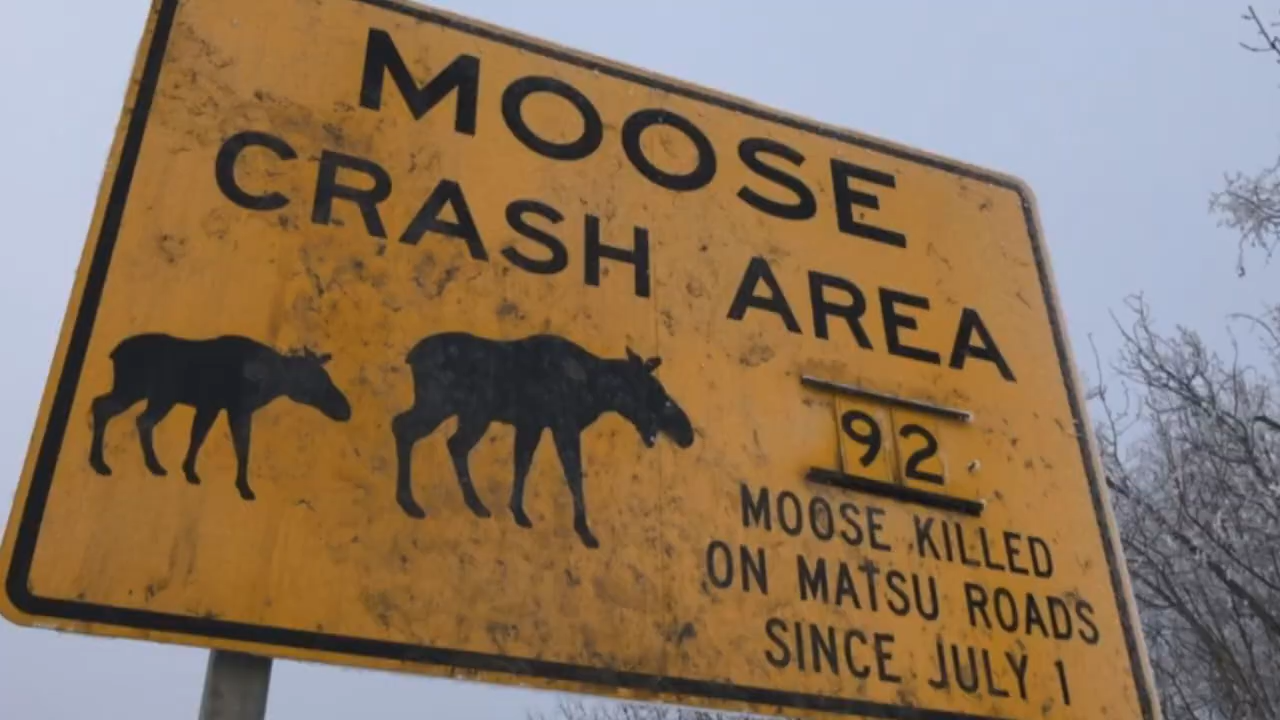 MOOSE
CRASH AREA
92
MOOSE KILLED
ON MATSU ROADS
SINCE JULY 1